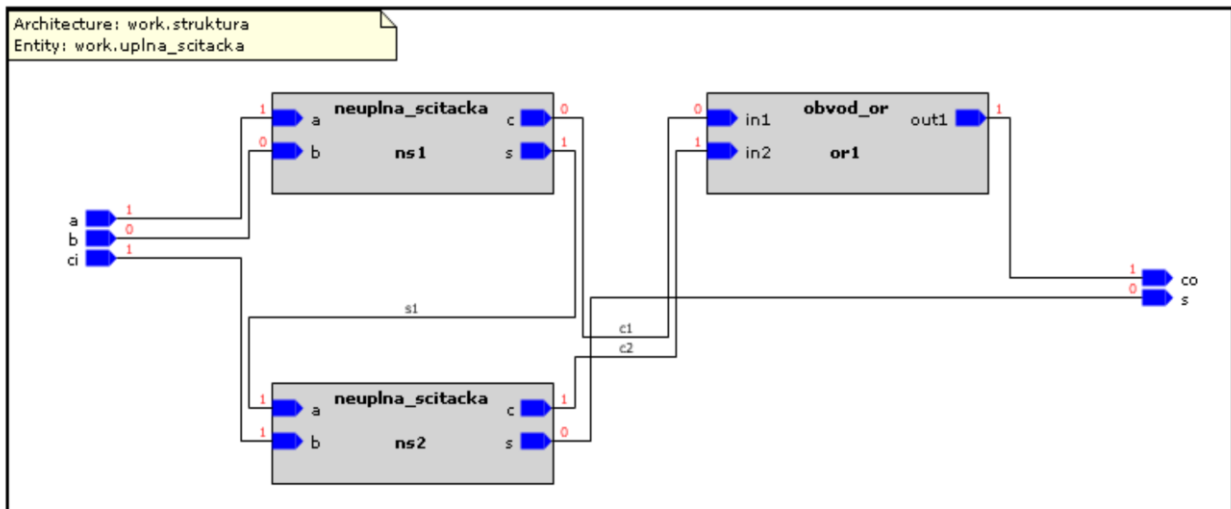 Architecture: work.struktura
Entity: work.uplna_scitacka
1 a neuplna_scitacka c 0
0 b ns1 s 1
0 in1 obvod_or out1 1
1 in2 or1
a 1
b 0
ci 1
1 co
0 s
s1
c1
c2
1 a neuplna_scitacka c 1
1 b ns2 s 0